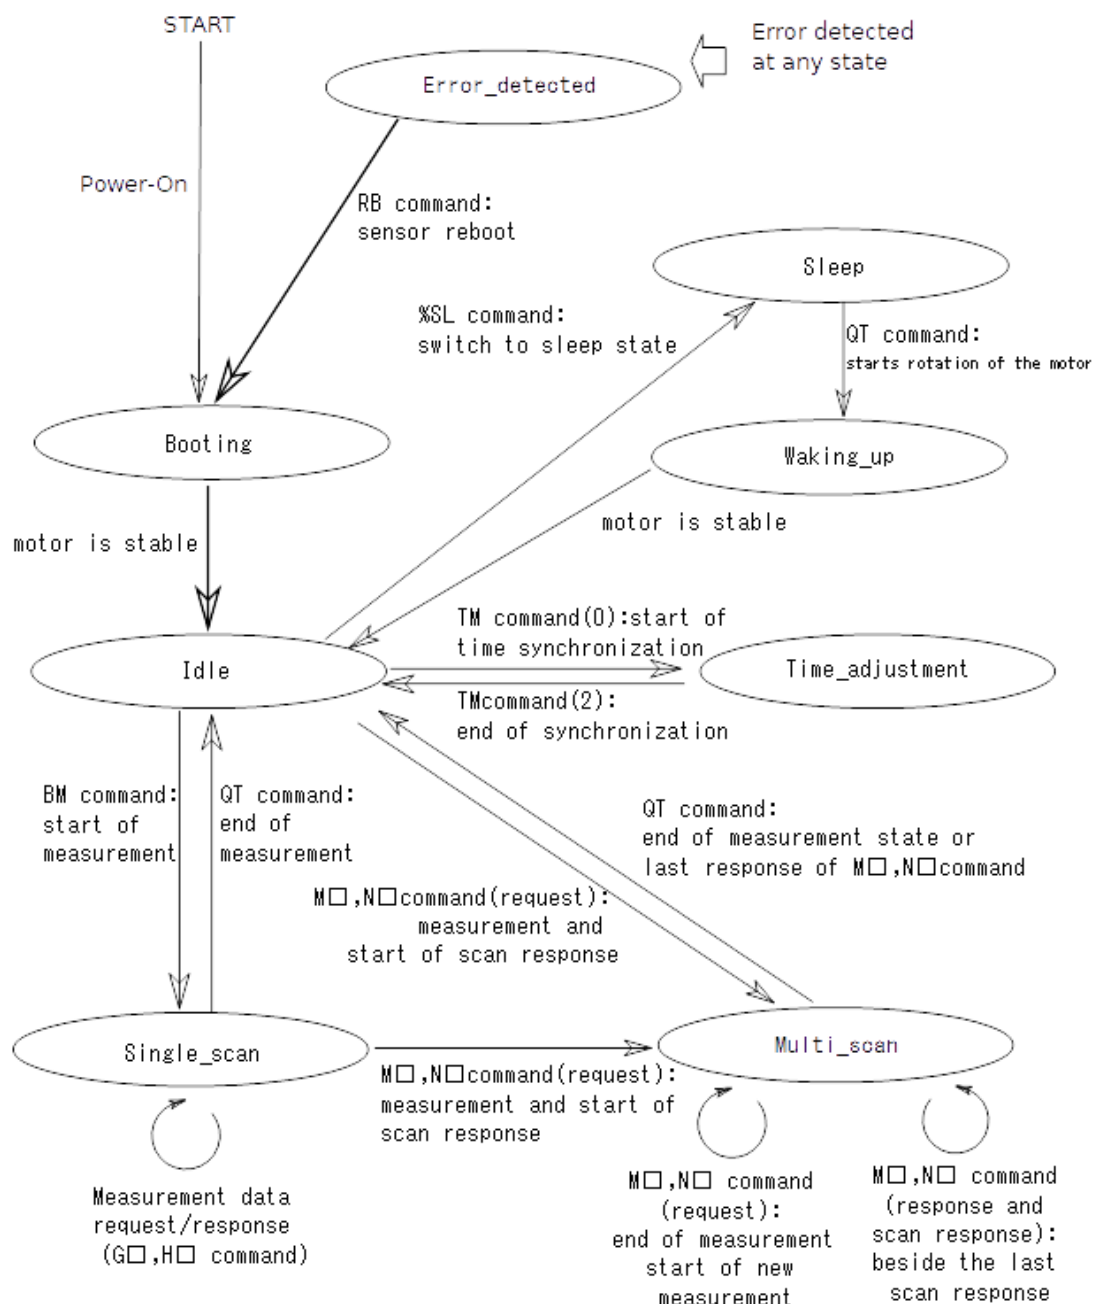 START
Error detected
at any state
Error_detected
Power-On
RB command:
sensor reboot
Sleep
%SL command:
switch to sleep state
QT command:
starts rotation of the motor
Booting
Waking_up
motor is stable
motor is stable
TM command(0):start of
time synchronization
Idle
Time_adjustment
TMcommand(2):
end of synchronization
BM command:
start of
measurement
QT command:
end of
measurement
QT command:
end of measurement state or
last response of M□,N□command
M□,N□command(request):
measurement and
start of scan response
Single_scan
Multi_scan
M□,N□command(request):
measurement and start of
scan response
Measurement data
request/response
(G□,H□ command)
M□,N□ command
(request):
end of measurement
start of new
measurement
M□,N□ command
(response and
scan response):
beside the last
scan response